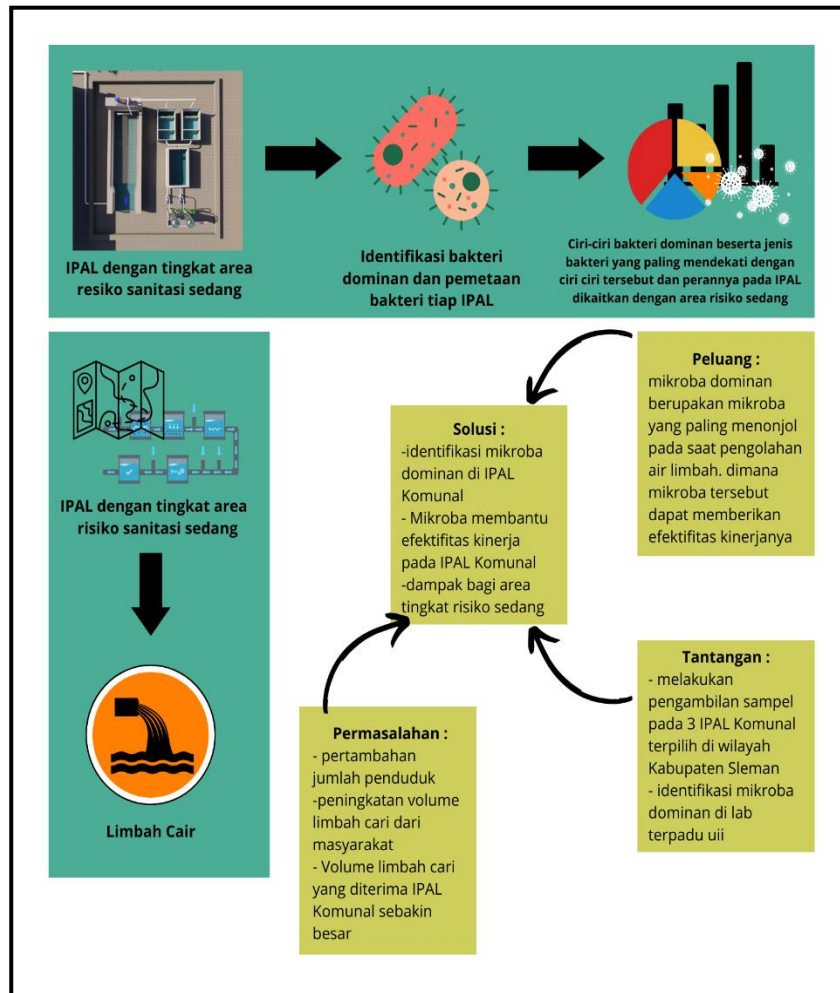 IPAL dengan tingkat area
resiko sanitasi sedang
Identifikasi bakteri
dominan dan pemetaan
bakteri tiap IPAL
Ciri-ciri bakteri dominan beserta jenis
bakteri yang paling mendekati dengan
ciri ciri tersebut dan perannya pada IPAL
dikaitkan dengan area risiko sedang
IPAL dengan tingkat area
risiko sanitasi sedang
Limbah Cair
Solusi :
-identifikasi mikroba
dominan di IPAL
Komunal
- Mikroba membantu
efektifitas kinerja
pada IPAL Komunal
-dampak bagi area
tingkat risiko sedang
Peluang :
mikroba dominan
berupakan mikroba
yang paling menonjol
pada saat pengolahan
air limbah. dimana
mikroba tersebut
dapat memberikan
efektifitas kinerjanya
Permasalahan :
- pertambahan
jumlah penduduk
-peningkatan volume
limbah cari dari
masyarakat
- Volume limbah cari
yang diterima IPAL
Komunal sebakin
besar
Tantangan :
- melakukan
pengambilan sampel
pada 3 IPAL Komunal
terpilih di wilayah
Kabupaten Sleman
- identifikasi mikroba
dominan di lab
terpadu uii